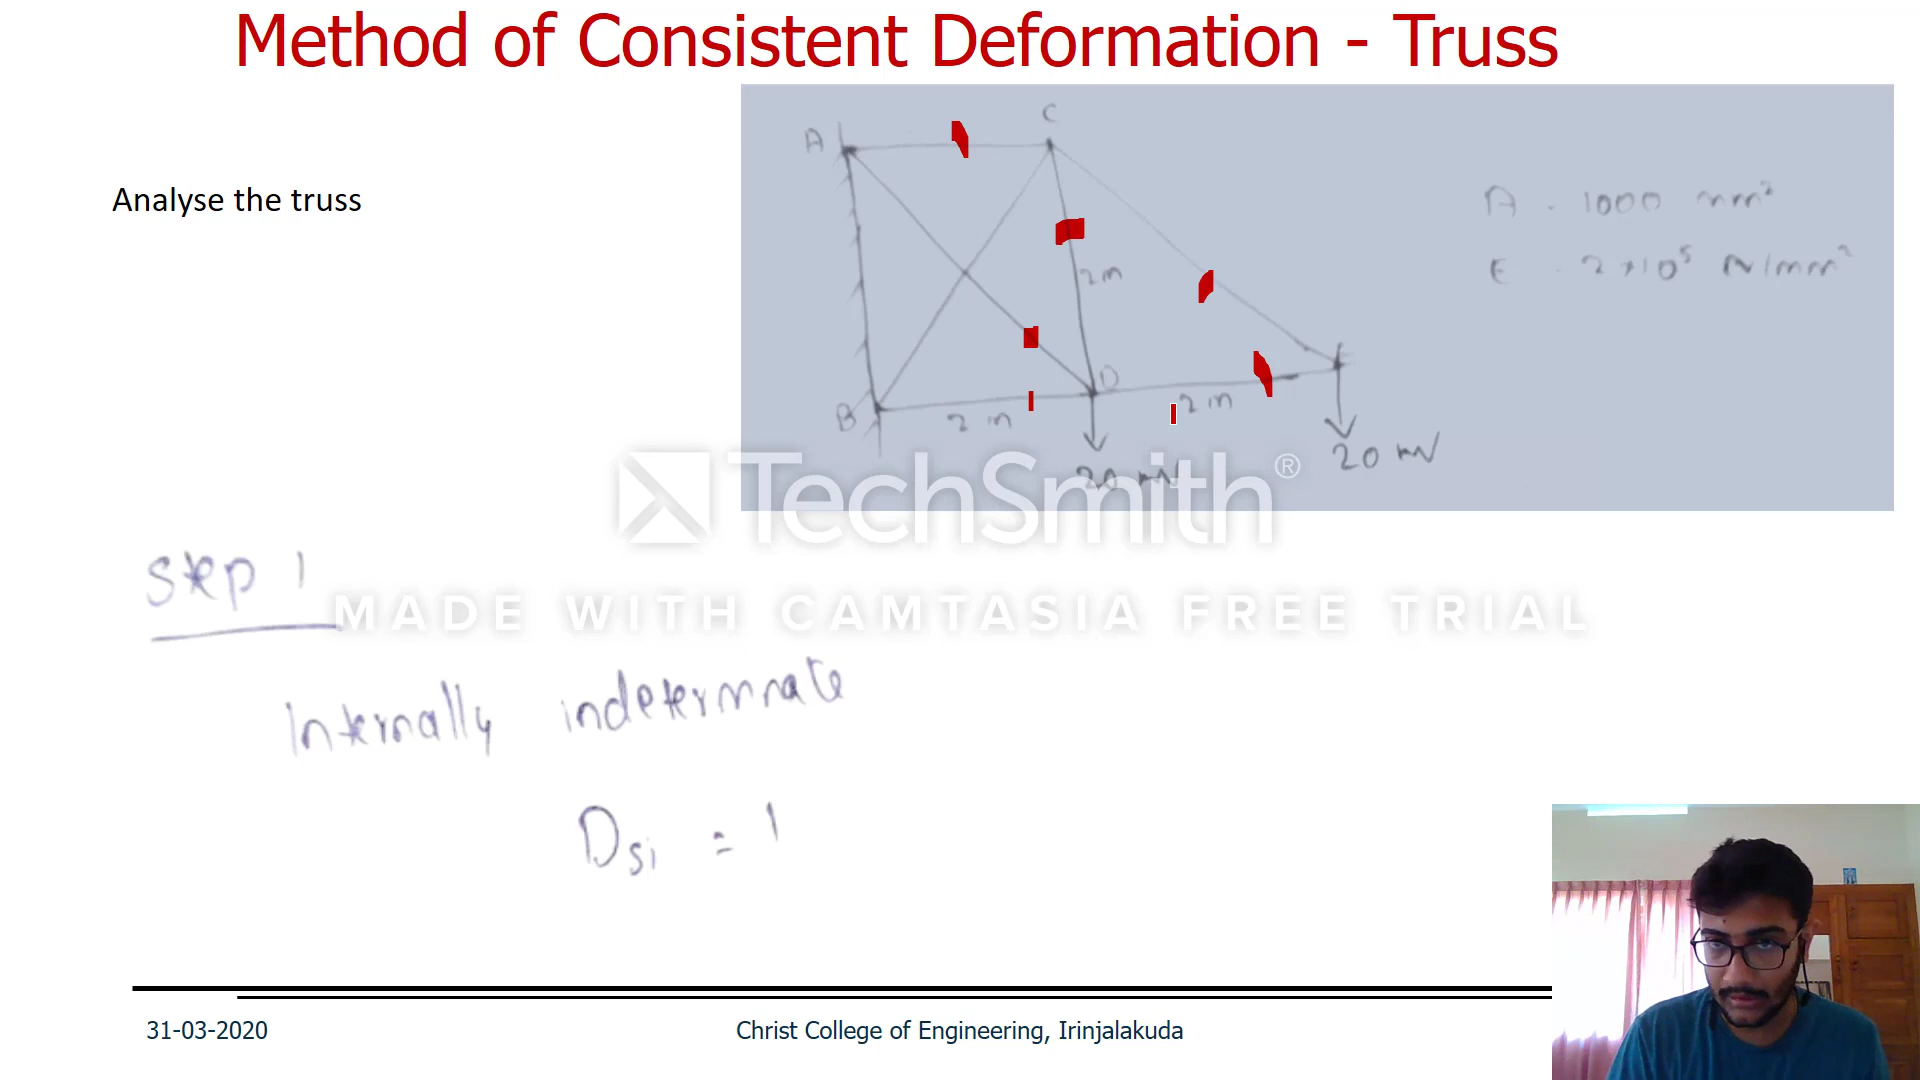 Method of Consistent Deformation - Truss
Analyse the truss
A
C
A - 1000 mm²
E - 2×10⁵ N/mm²
2m
D
B
2 m
2 m
20 kN
20 kN
TechSmith®
MADE WITH CAMTASIA FREE TRIAL
Step 1
Internally indeterminate
Dsi = 1
31-03-2020
Christ College of Engineering, Irinjalakuda